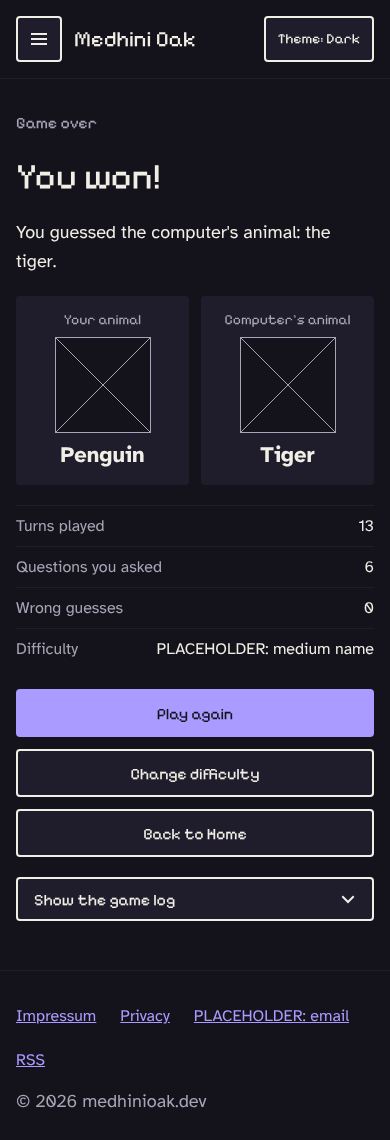 Medhini Oak
Theme: Dark
Game over
You won!
You guessed the computer's animal: the
tiger.
Your animal
Computer's animal
Penguin
Tiger
Turns played 13
Questions you asked 6
Wrong guesses 0
Difficulty PLACEHOLDER: medium name
Play again
Change difficulty
Back to Home
Show the game log
Impressum Privacy PLACEHOLDER: email
RSS
© 2026 medhinioak.dev